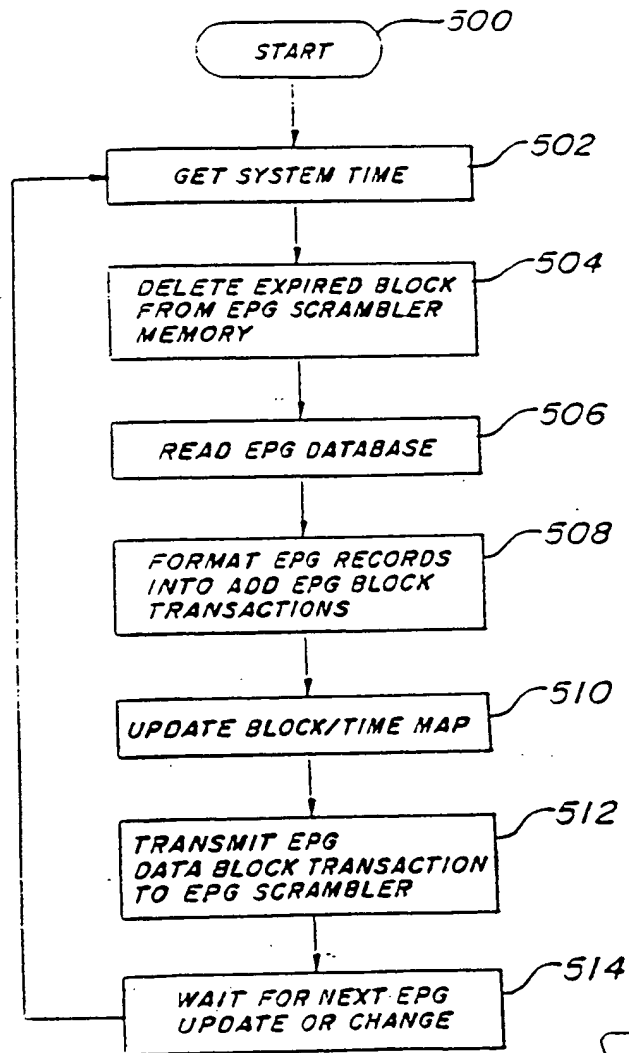 500
START
502
GET SYSTEM TIME
504
DELETE EXPIRED BLOCK
FROM EPG SCRAMBLER
MEMORY
506
READ EPG DATABASE
508
FORMAT EPG RECORDS
INTO ADD EPG BLOCK
TRANSACTIONS
510
UPDATE BLOCK/TIME MAP
512
TRANSMIT EPG
DATA BLOCK TRANSACTION
TO EPG SCRAMBLER
514
WAIT FOR NEXT EPG
UPDATE OR CHANGE